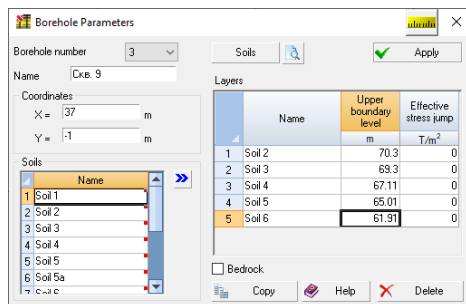 Borehole Parameters
Borehole number 3
Soils
Apply
Name Скв. 9
Coordinates
X = 37 m
Y = -1 m
Soils
Name
1 Soil 1
2 Soil 2
3 Soil 3
4 Soil 4
5 Soil 5
6 Soil 5a
7 Soil 6
Layers
Name Upper boundary level Effective stress jump
m T/m²
1 Soil 2 70.3 0
2 Soil 3 69.3 0
3 Soil 4 67.11 0
4 Soil 5 65.01 0
5 Soil 6 61.91 0
Bedrock
Copy Help Delete